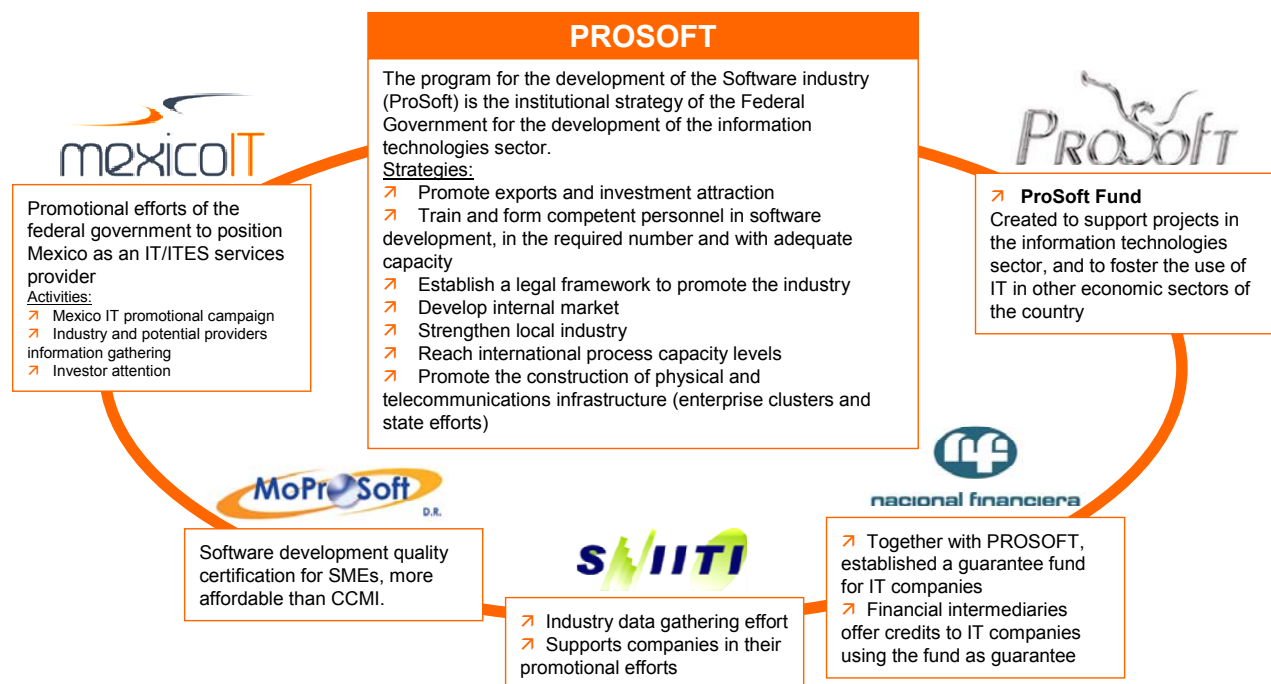 PROSOFT
The program for the development of the Software industry
(ProSoft) is the institutional strategy of the Federal
Government for the development of the information
technologies sector.
Strategies:
Promote exports and investment attraction
Train and form competent personnel in software
development, in the required number and with adequate
capacity
Establish a legal framework to promote the industry
Develop internal market
Strengthen local industry
Reach international process capacity levels
Promote the construction of physical and
telecommunications infrastructure (enterprise clusters and
state efforts)
mexicoIT
Promotional efforts of the
federal government to position
Mexico as an IT/ITES services
provider
Activities:
Mexico IT promotional campaign
Industry and potential providers
information gathering
Investor attention
ProSoft
ProSoft Fund
Created to support projects in
the information technologies
sector, and to foster the use of
IT in other economic sectors of
the country
MoProSoft
D.R.
Software development quality
certification for SMEs, more
affordable than CCMI.
SNIITI
Industry data gathering effort
Supports companies in their
promotional efforts
nf
nacional financiera
Together with PROSOFT,
established a guarantee fund
for IT companies
Financial intermediaries
offer credits to IT companies
using the fund as guarantee